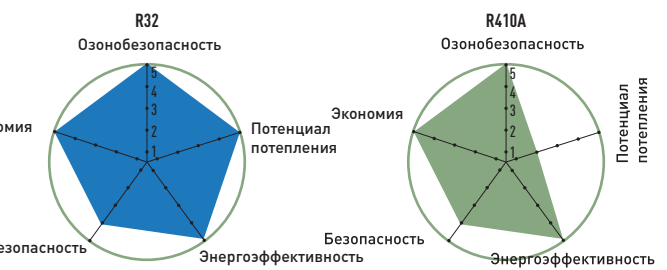 R32
Озонобезопасность
5
4
3
2
1
Потенциал
потепления
Энергоэффективность
езопасность
омия
R410A
Озонобезопасность
5
4
3
2
1
Потенциал
потепления
Энергоэффективность
Безопасность
Экономия